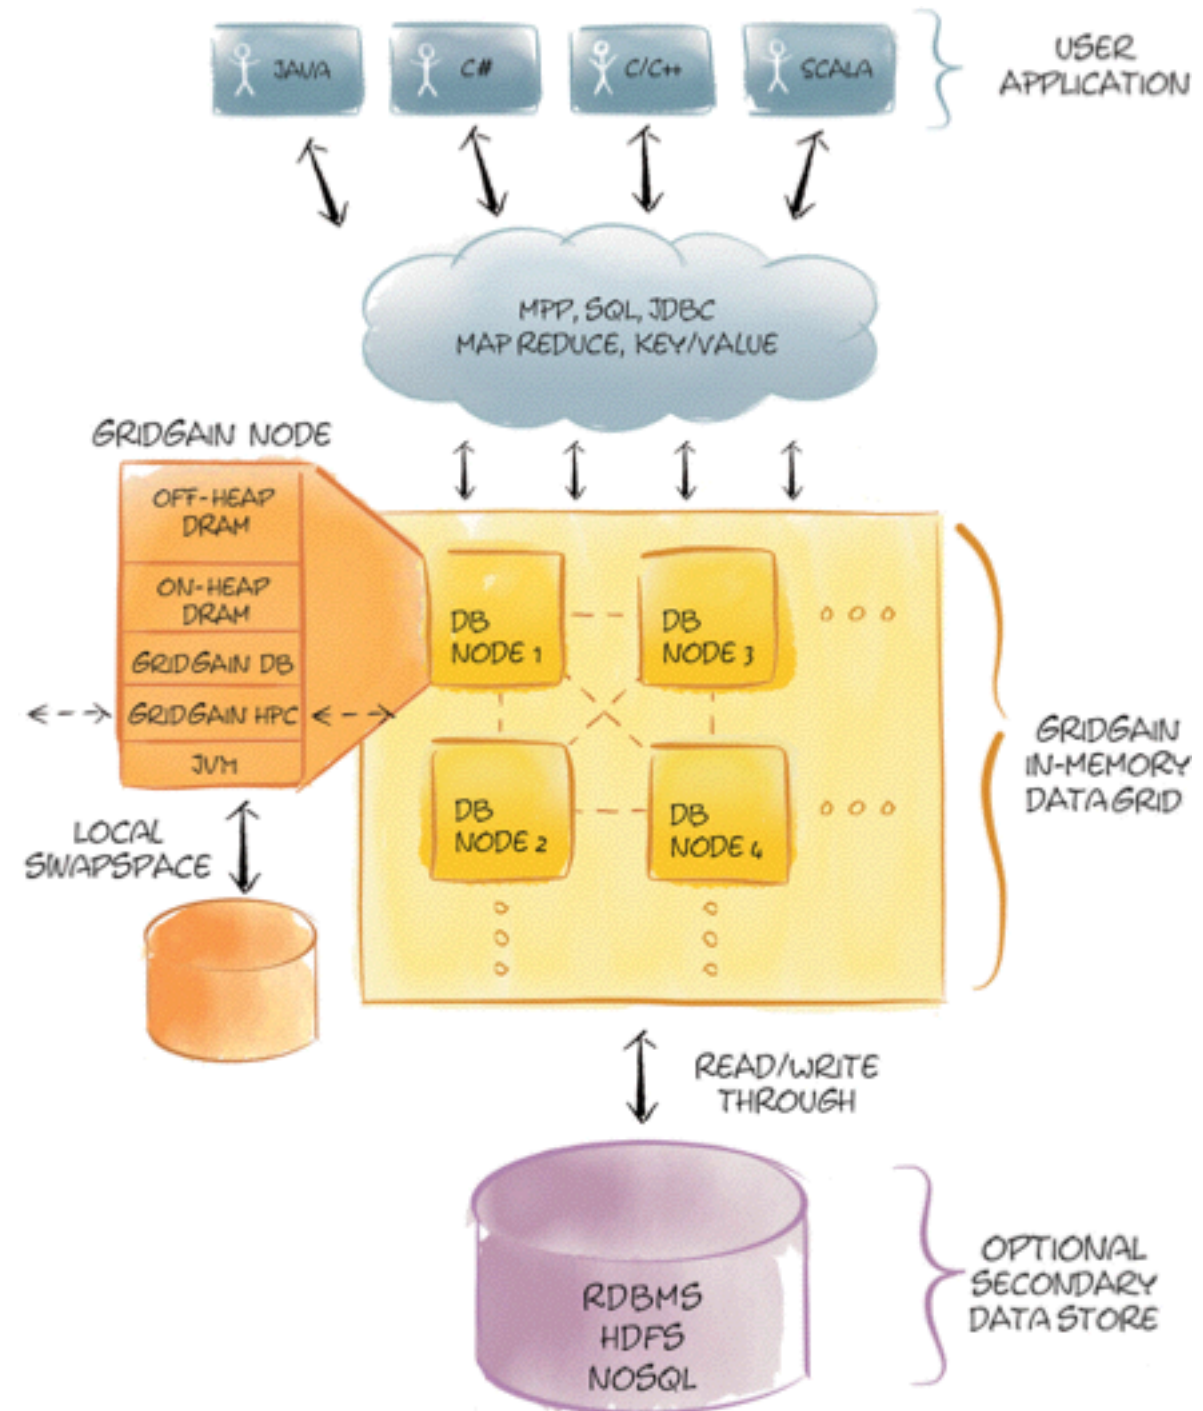 JAVA
C#
C/C++
SCALA
USER
APPLICATION
MPP, SQL, JDBC
MAP REDUCE, KEY/VALUE
GRIDGAIN NODE
OFF-HEAP
DRAM
ON-HEAP
DRAM
GRIDGAIN DB
GRIDGAIN HPC
JVM
LOCAL
SWAPSPACE
DB
NODE 1
DB
NODE 3
DB
NODE 2
DB
NODE 4
GRIDGAIN
IN-MEMORY
DATA GRID
READ/WRITE
THROUGH
RDBMS
HDFS
NOSQL
OPTIONAL
SECONDARY
DATA STORE